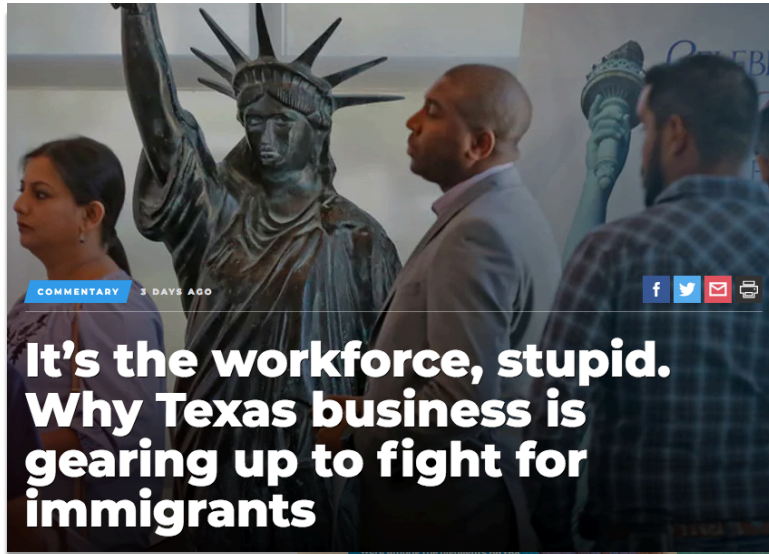 COMMENTARY
3 DAYS AGO
It's the workforce, stupid.
Why Texas business is
gearing up to fight for
immigrants